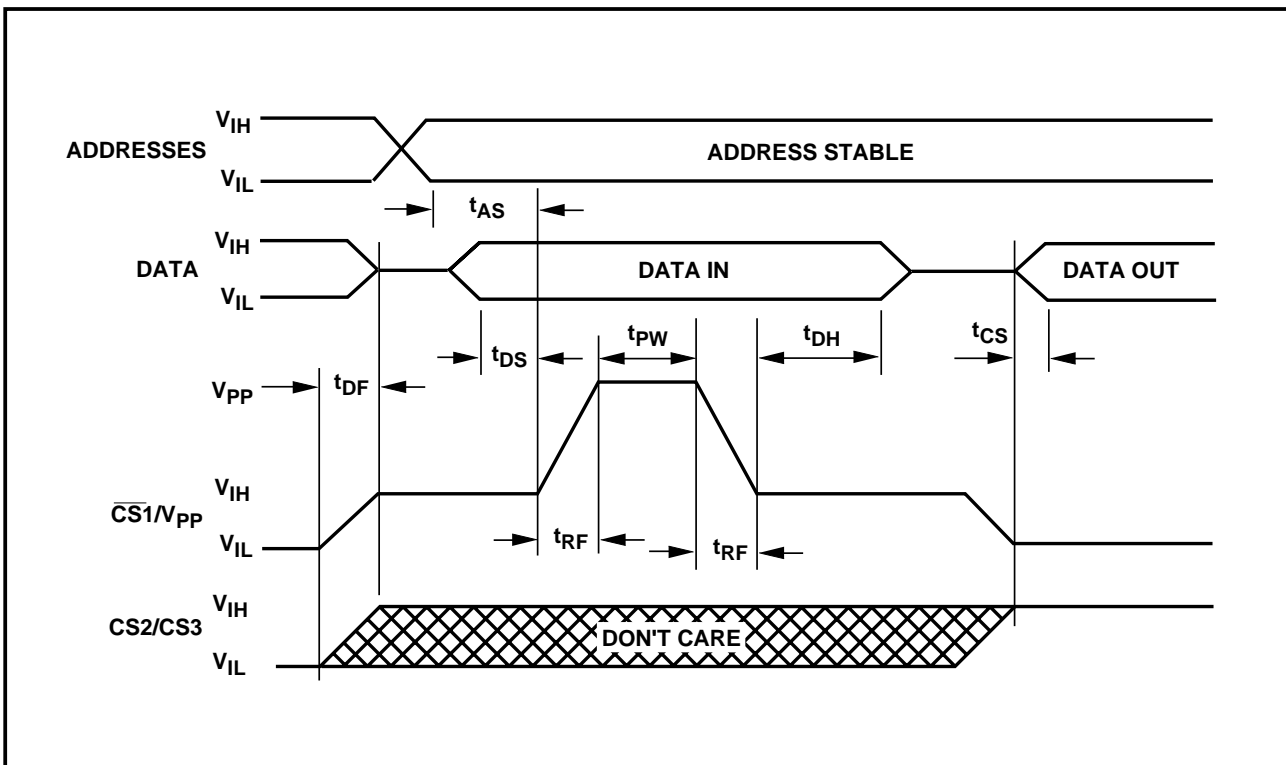 VIH
ADDRESSES
ADDRESS STABLE
VIL
tAS
VIH
DATA
DATA IN
DATA OUT
VIL
tPW
tDH
tCS
tDS
tDF
VPP
VIH
CS1/VPP
VIL
tRF
tRF
VIH
CS2/CS3
DON'T CARE
VIL